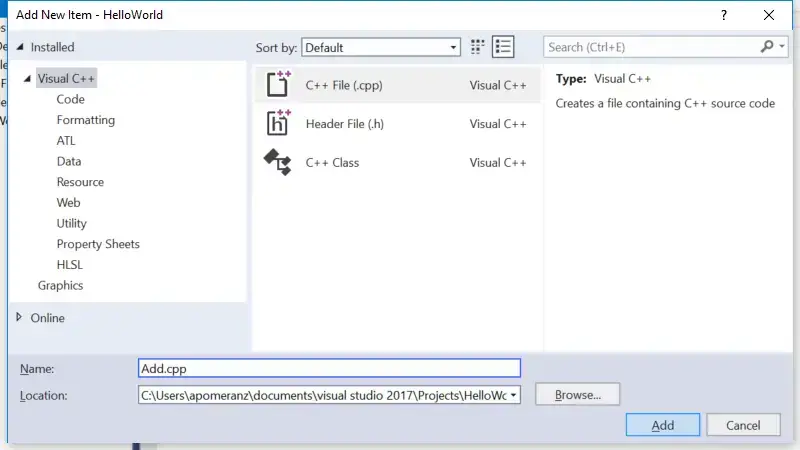 Add New Item - HelloWorld
?
Installed
Sort by: Default
Search (Ctrl+E)
Visual C++
Code
Formatting
ATL
Data
Resource
Web
Utility
Property Sheets
HLSL
Graphics
Online
C++ File (.cpp) Visual C++
Header File (.h) Visual C++
C++ Class Visual C++
Type: Visual C++
Creates a file containing C++ source code
Name: Add.cpp
Location: C:\Users\apomeranz\documents\visual studio 2017\Projects\HelloWc
Browse...
Add Cancel